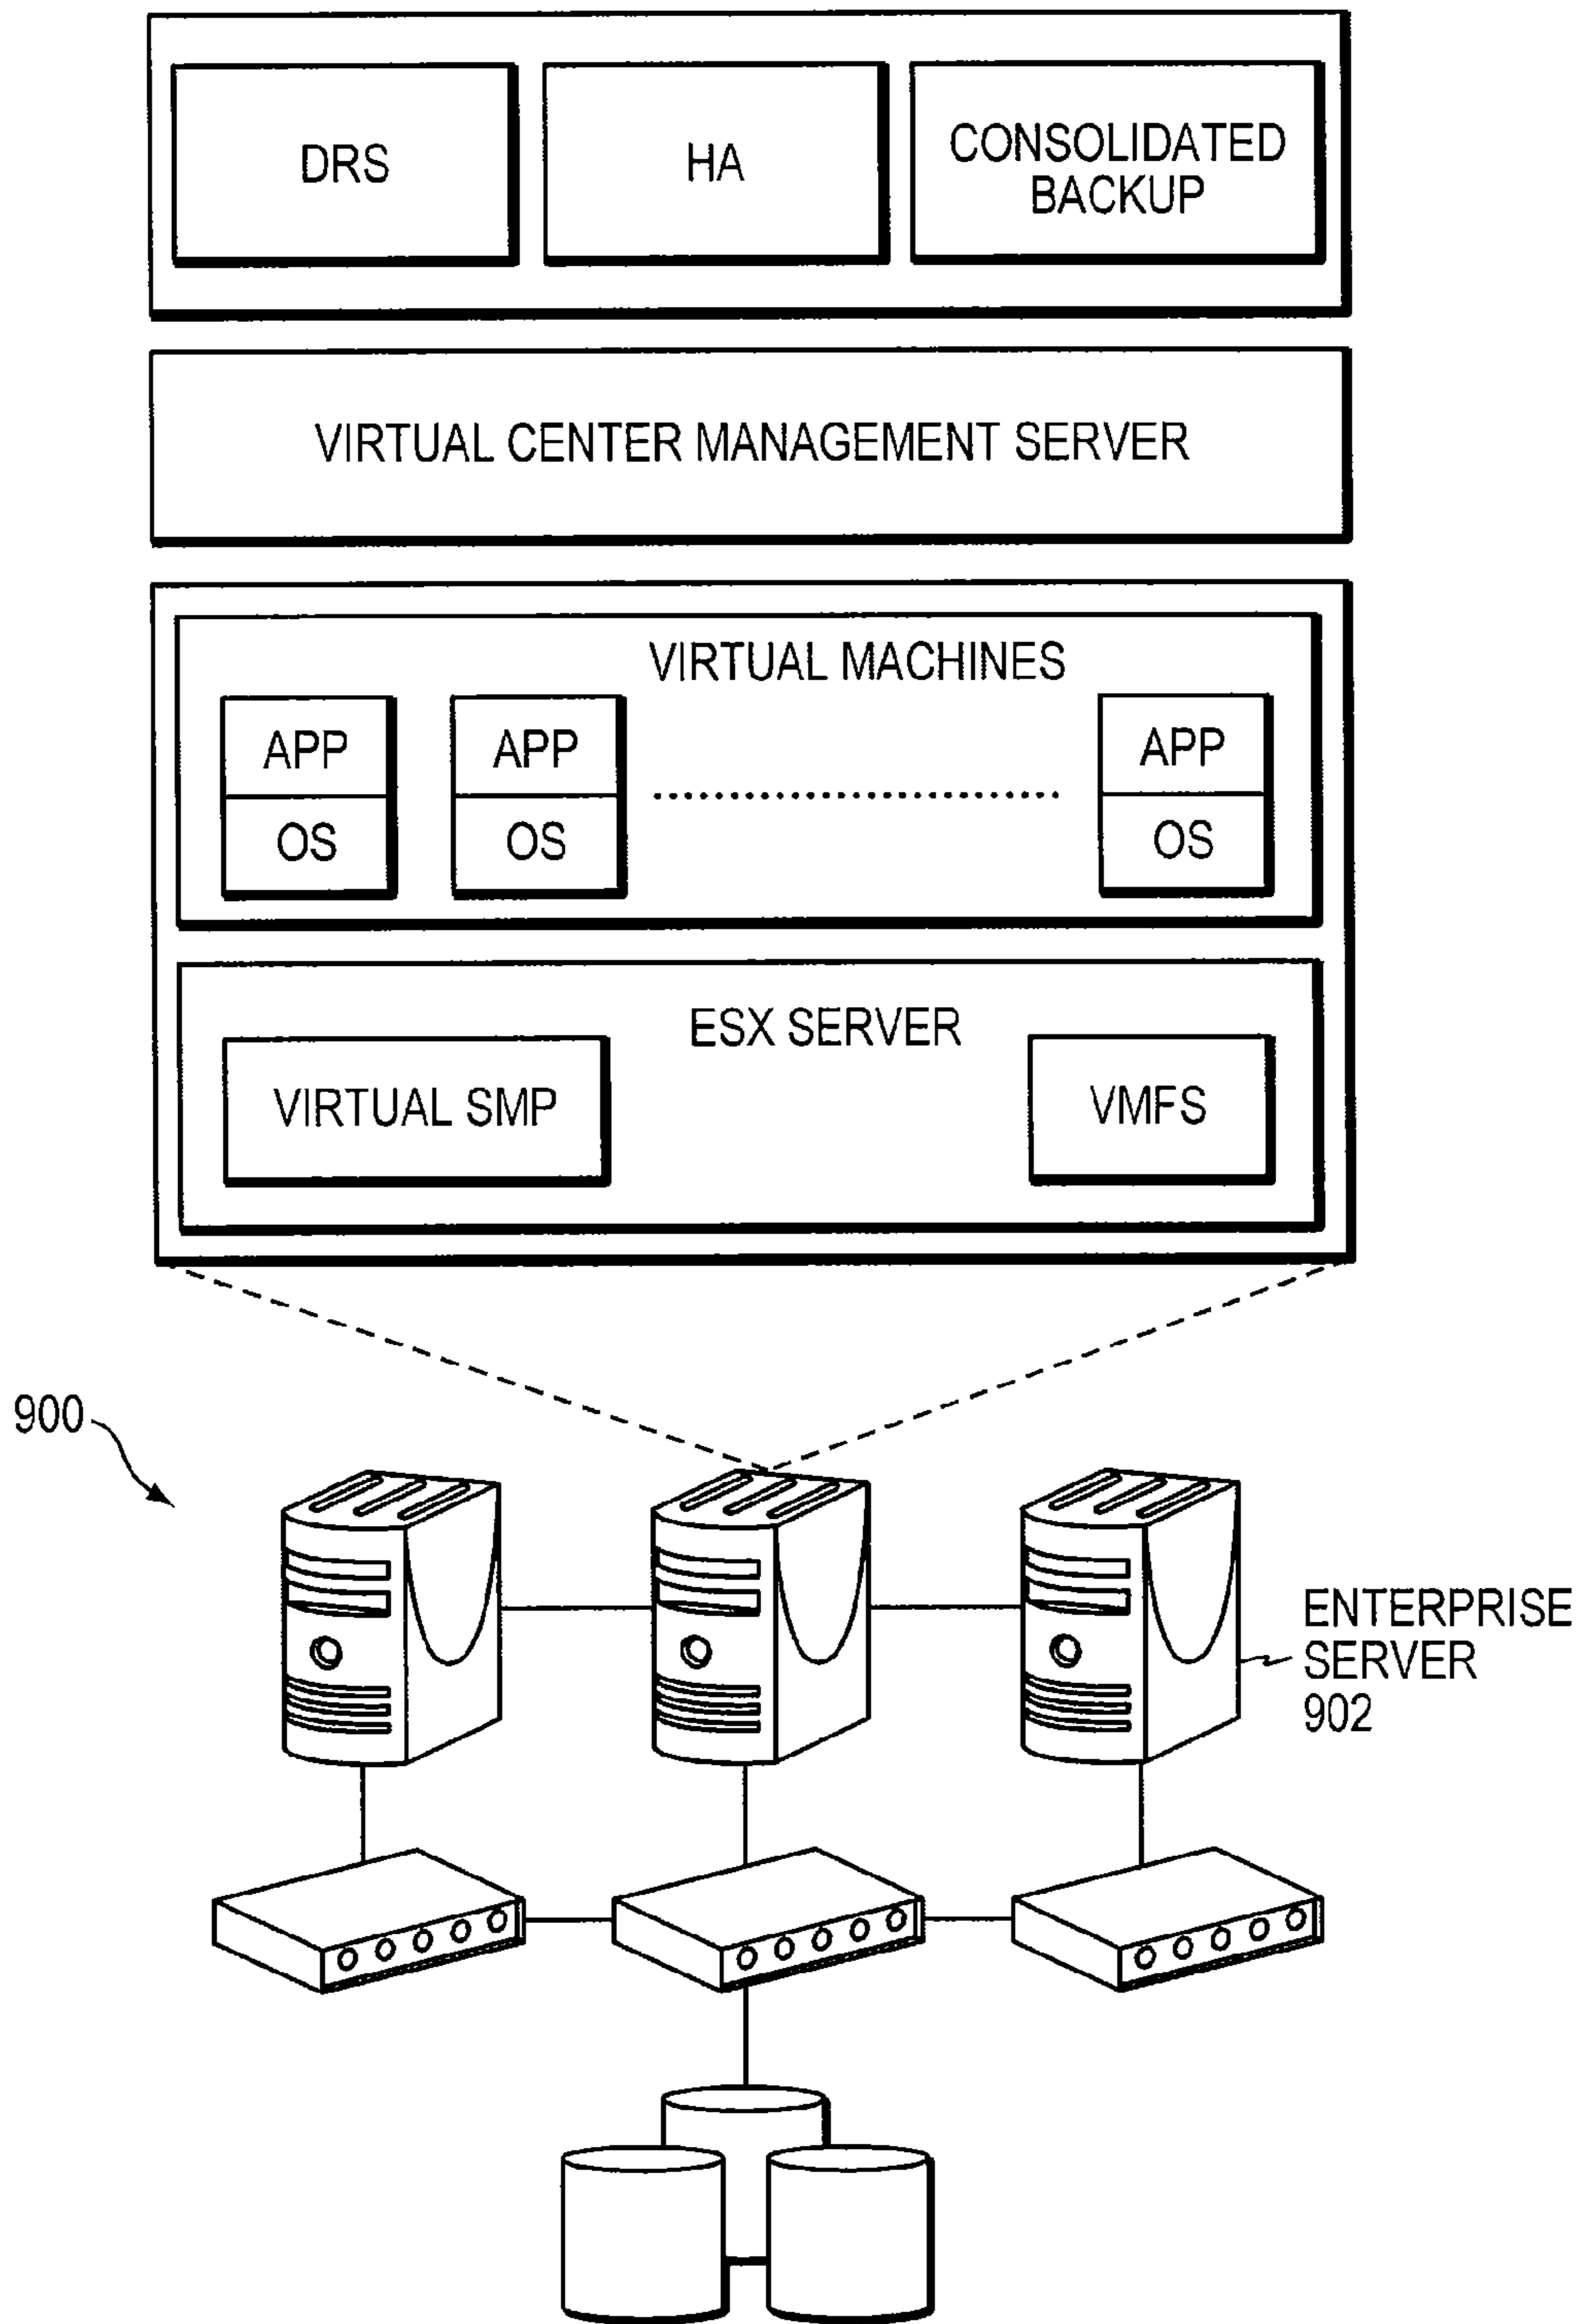 DRS
HA
CONSOLIDATED
BACKUP
VIRTUAL CENTER MANAGEMENT SERVER
VIRTUAL MACHINES
APP
APP
APP
OS
OS
OS
ESX SERVER
VIRTUAL SMP
VMFS
900
ENTERPRISE
SERVER
902